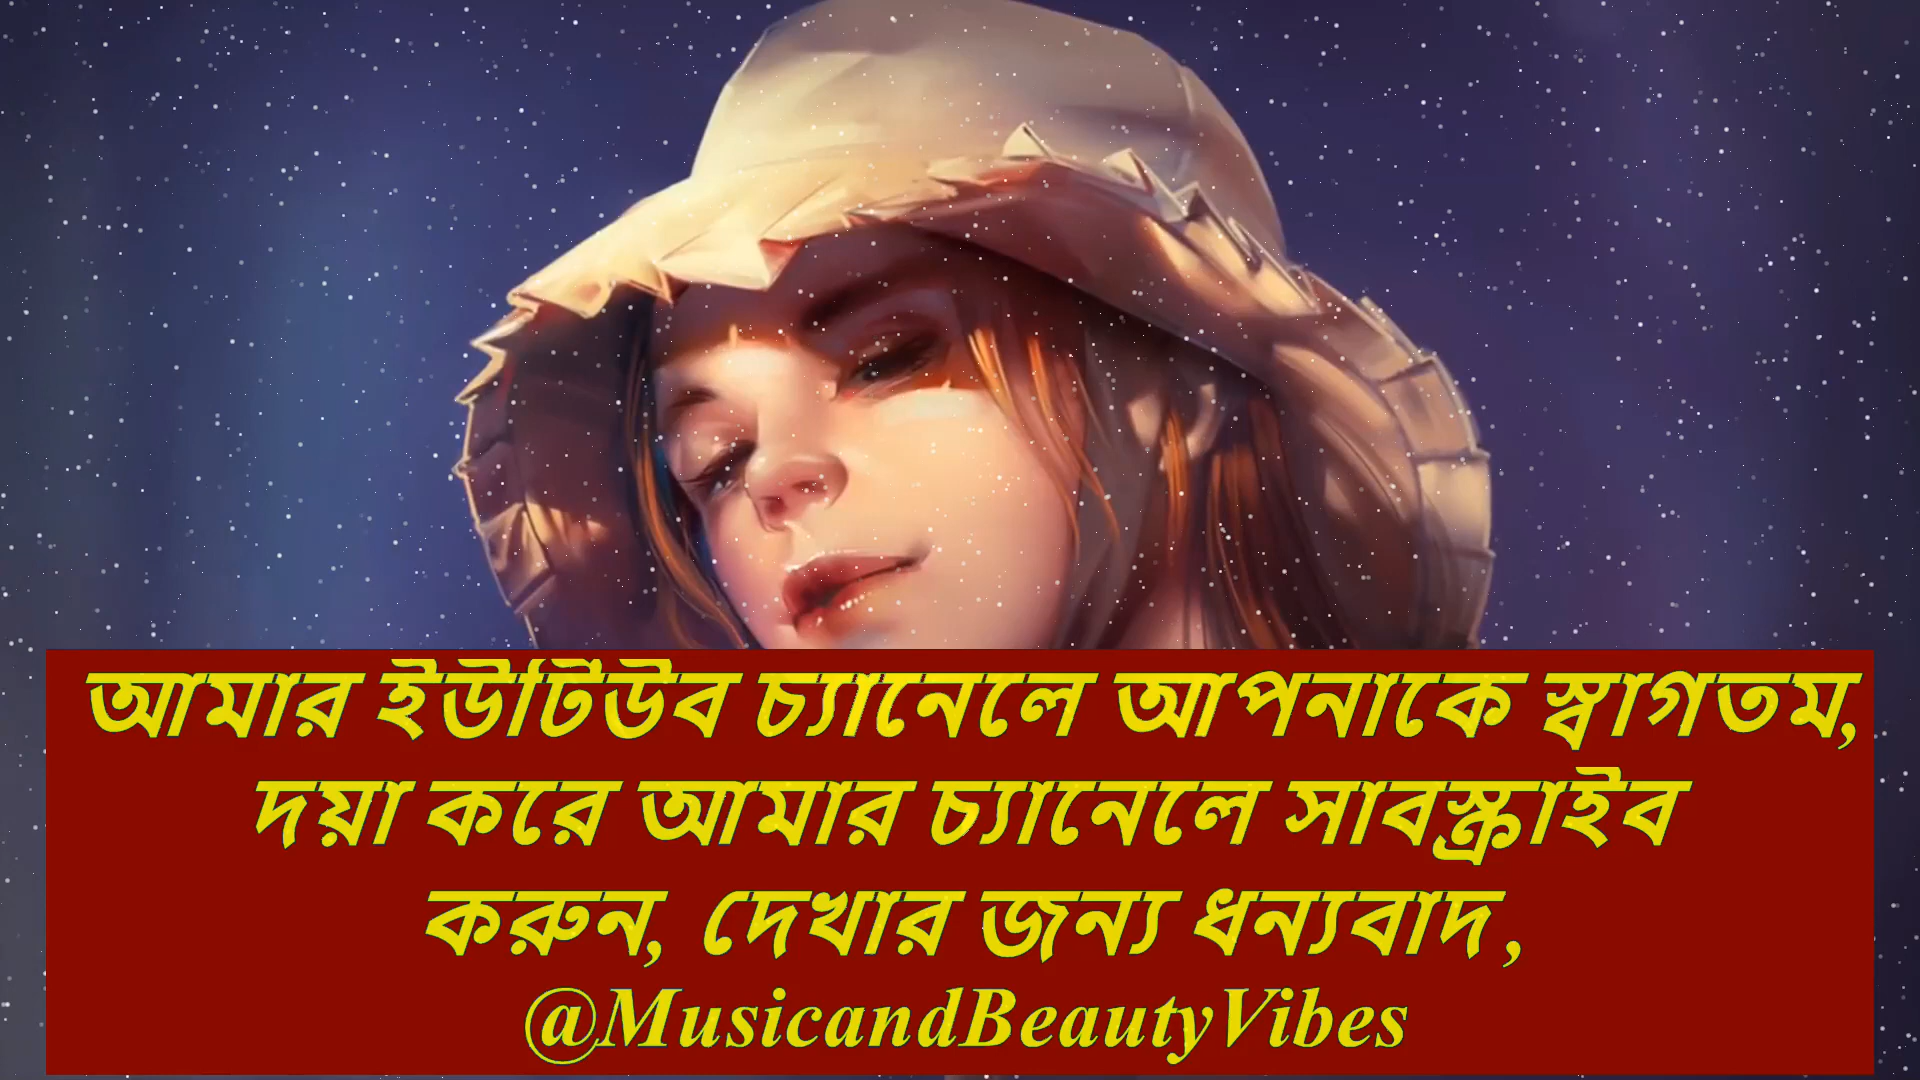 আমার ইউটিউব চ্যানেলে আপনাকে স্বাগতম,
দয়া করে আমার চ্যানেলে সাবস্ক্রাইব
করুন, দেখার জন্য ধন্যবাদ,
@MusicandBeautyVibes